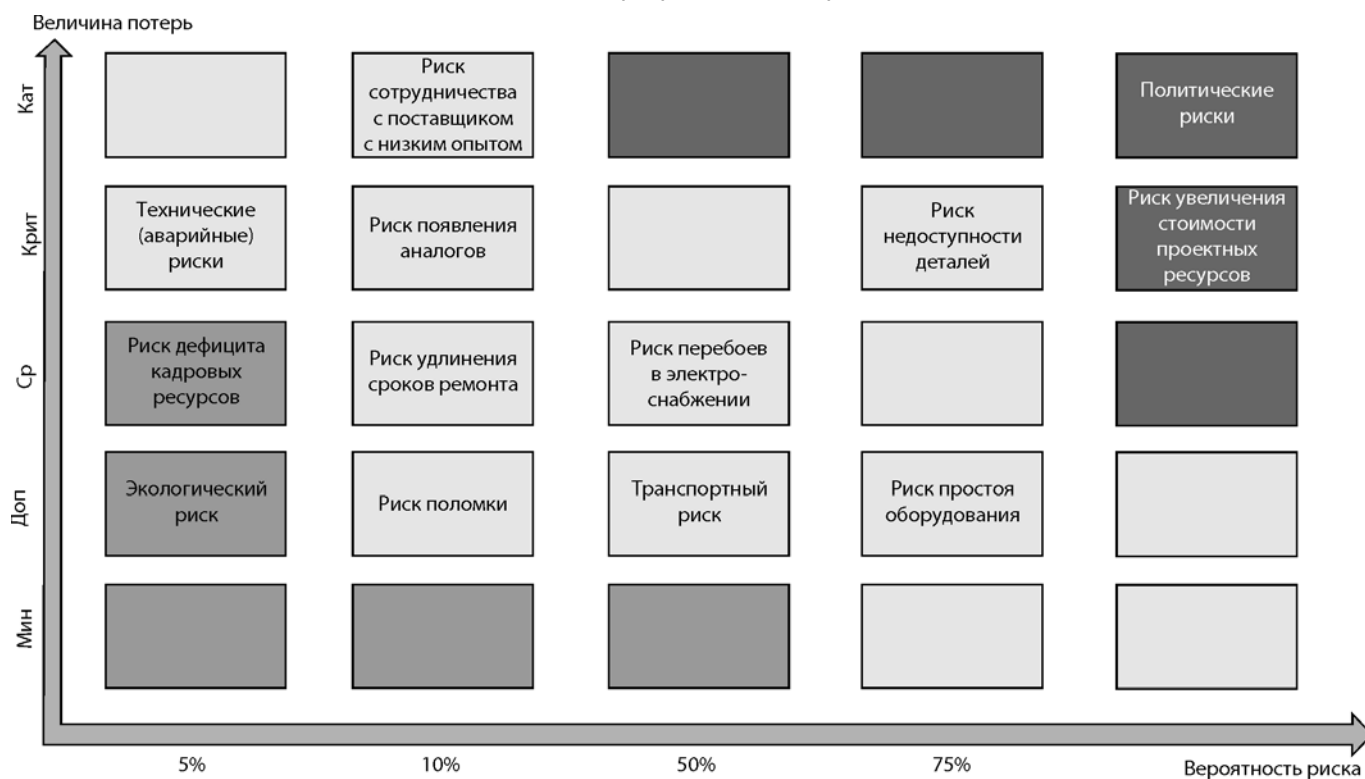 Величина потерь
Кат
Риск
сотрудничества
с поставщиком
с низким опытом
Политические
риски
Крит
Технические
(аварийные)
риски
Риск появления
аналогов
Риск
недоступности
деталей
Риск увеличения
стоимости
проектных
ресурсов
Ср
Риск дефицита
кадровых
ресурсов
Риск удлинения
сроков ремонта
Риск перебоев
в электро-
снабжении
Доп
Экологический
риск
Риск поломки
Транспортный
риск
Риск простоя
оборудования
Мин
5%
10%
50%
75%
Вероятность риска